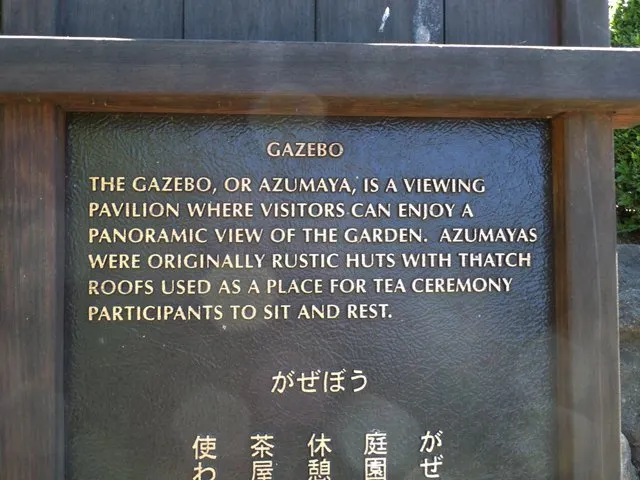 GAZEBO
THE GAZEBO, OR AZUMAYA, IS A VIEWING
PAVILION WHERE VISITORS CAN ENJOY A
PANORAMIC VIEW OF THE GARDEN. AZUMAYAS
WERE ORIGINALLY RUSTIC HUTS WITH THATCH
ROOFS USED AS A PLACE FOR TEA CEREMONY
PARTICIPANTS TO SIT AND REST.
がぜぼう
がぜ
庭園
休憩
茶屋
使わ